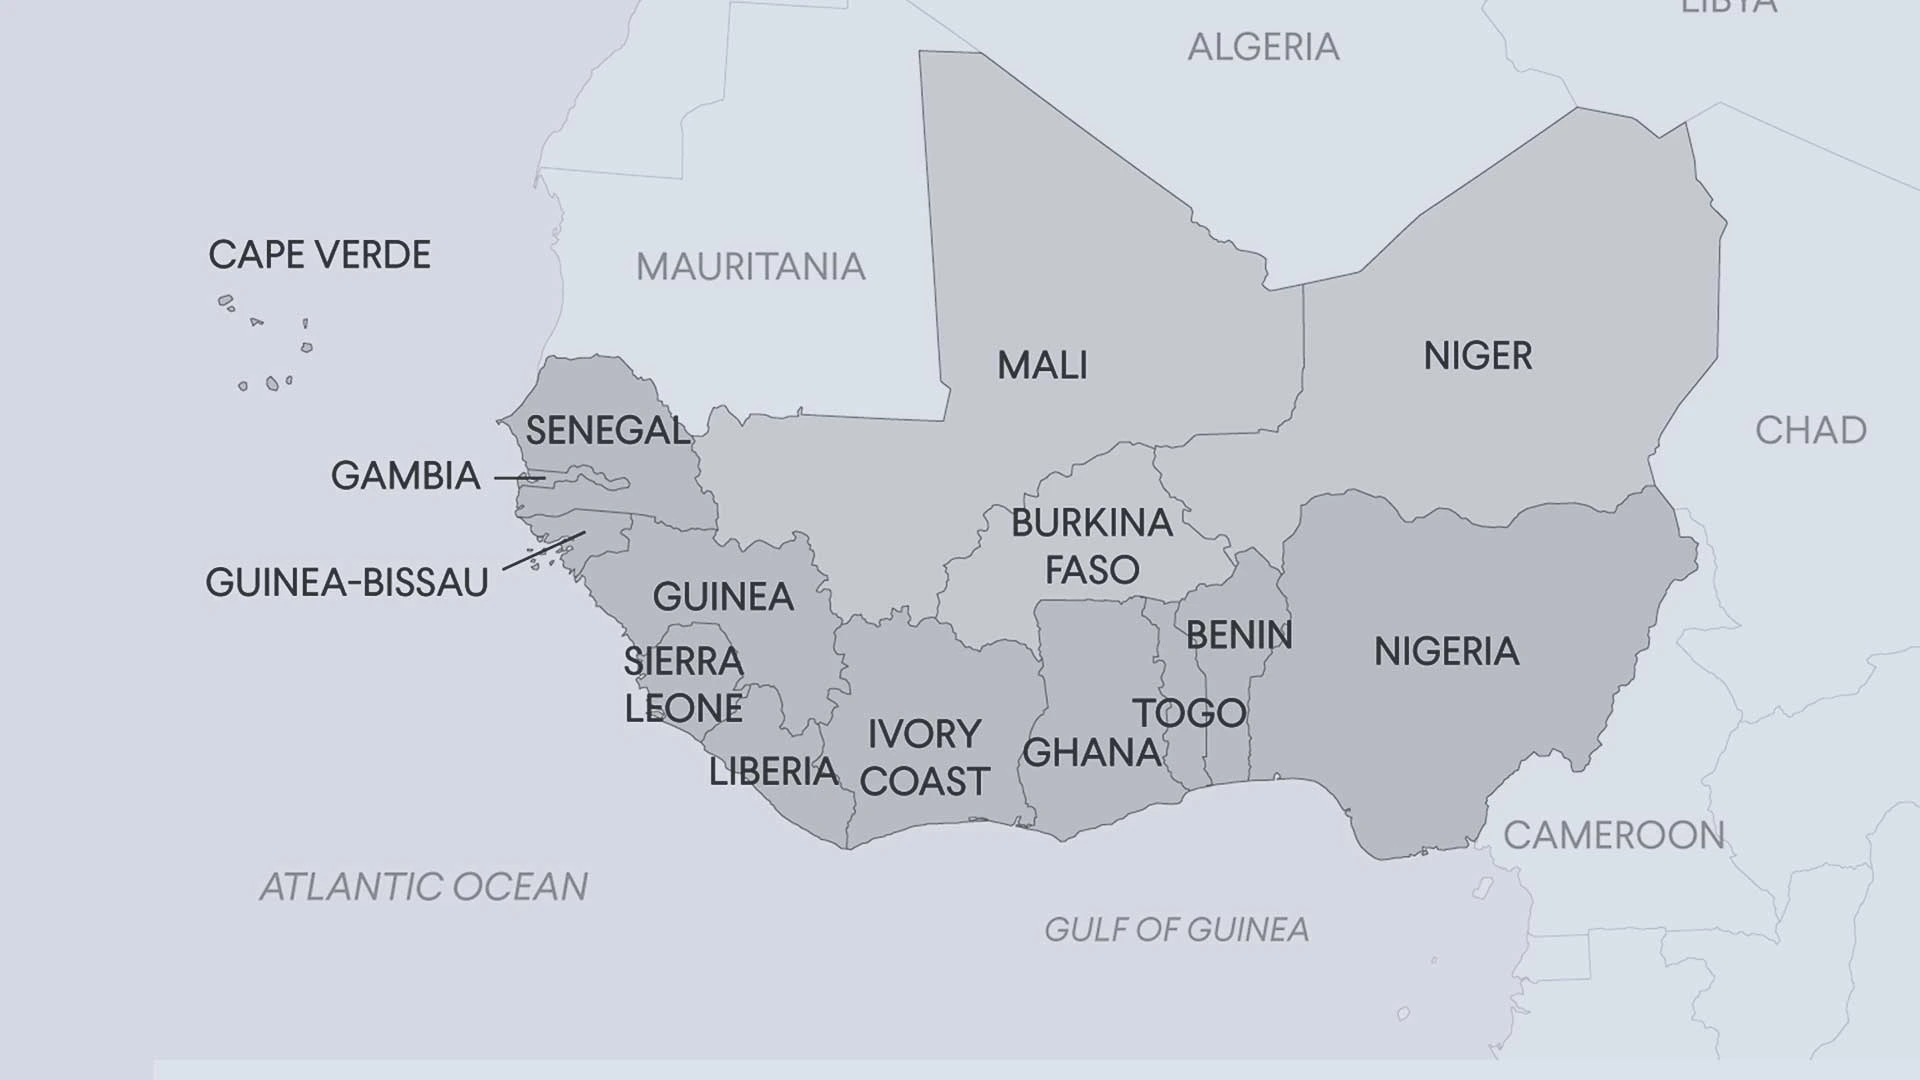 LIBYA
ALGERIA
CAPE VERDE
MAURITANIA
MALI
NIGER
SENEGAL
CHAD
GAMBIA
BURKINA
FASO
GUINEA-BISSAU
GUINEA
BENIN
NIGERIA
SIERRA
LEONE
TOGO
IVORY
COAST
GHANA
LIBERIA
CAMEROON
ATLANTIC OCEAN
GULF OF GUINEA